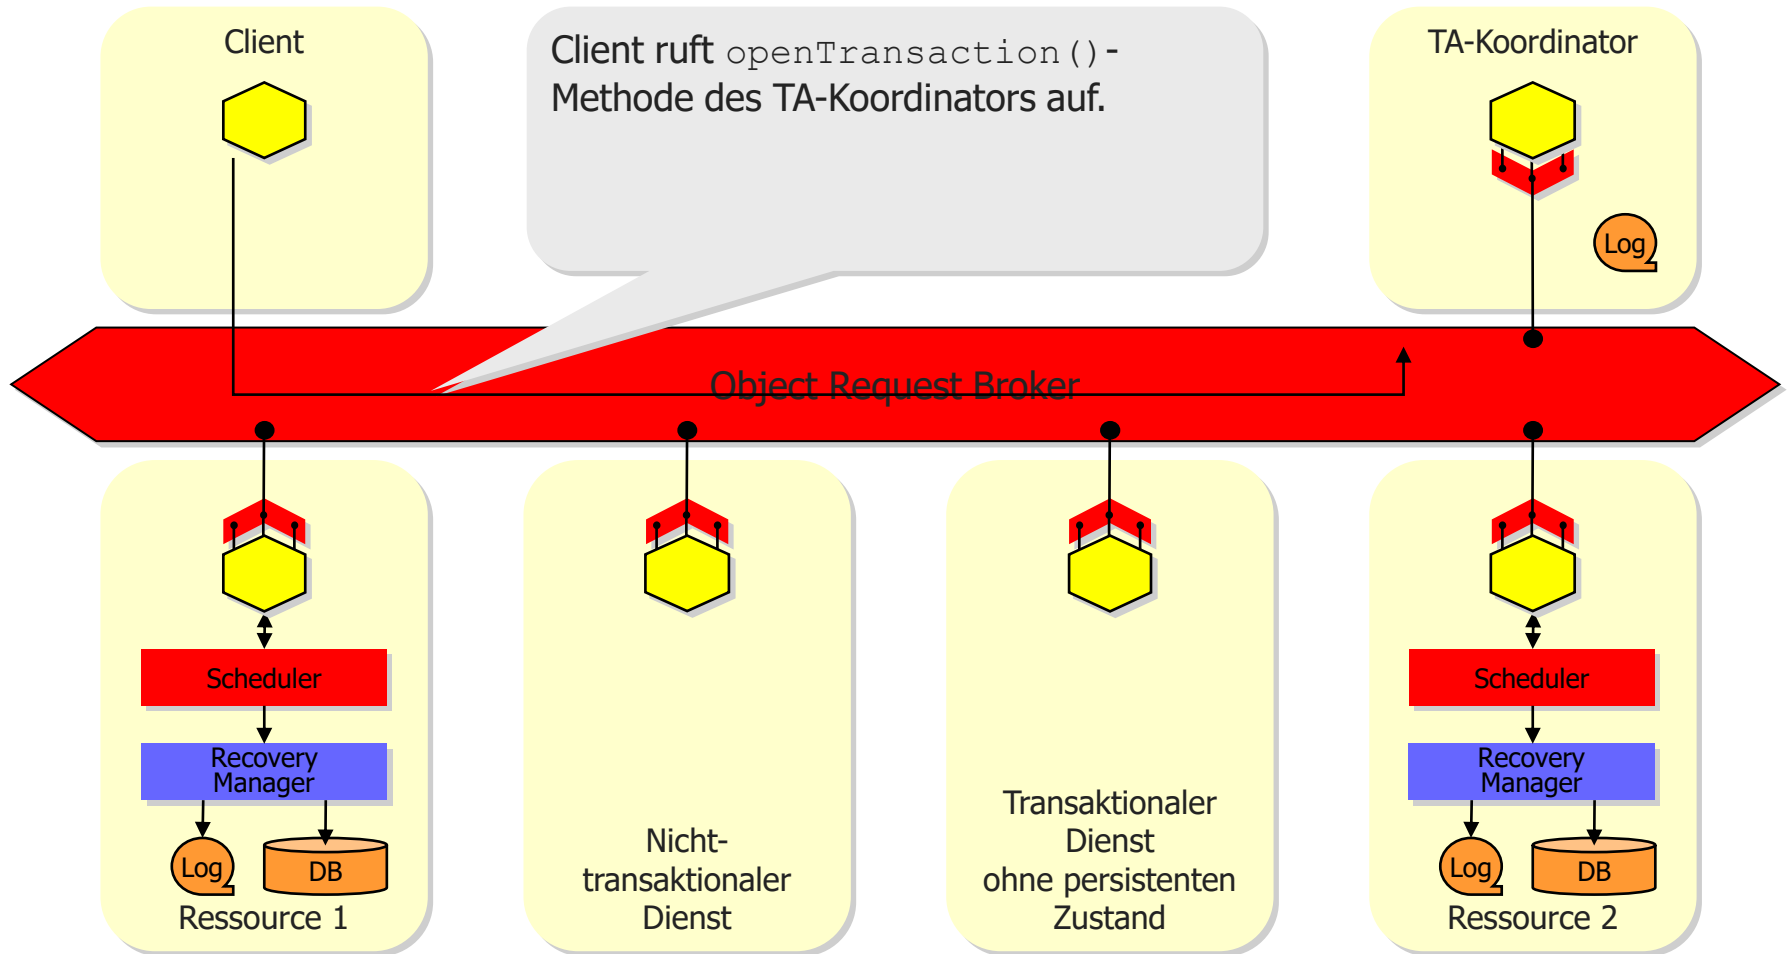 Client
Client ruft openTransaction()-
Methode des TA-Koordinators auf.
TA-Koordinator
Log
Object Request Broker
Scheduler
Recovery
Manager
Log
DB
Ressource 1
Nicht-
transaktionaler
Dienst
Transaktionaler
Dienst
ohne persistenten
Zustand
Scheduler
Recovery
Manager
Log
DB
Ressource 2